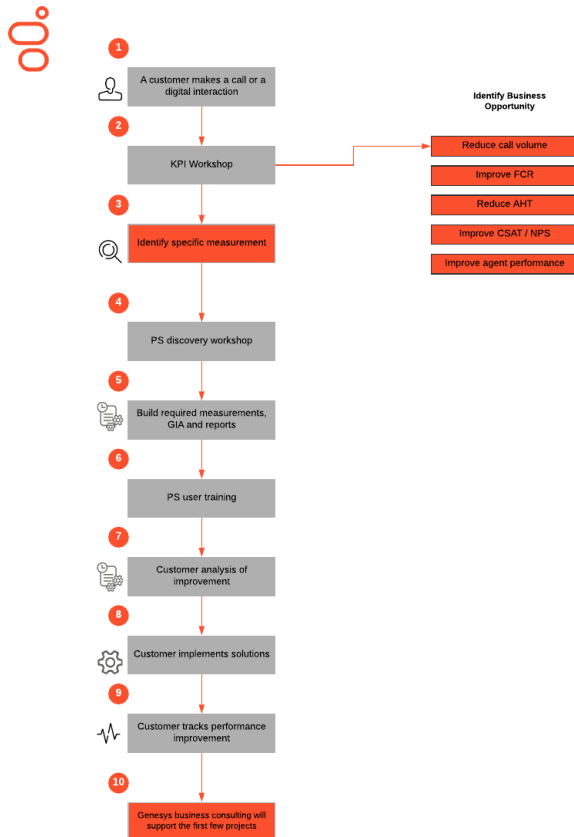 1
A customer makes a call or a
digital interaction
2
KPI Workshop
3
Identify specific measurement
4
PS discovery workshop
5
Build required measurements,
GIA and reports
6
PS user training
7
Customer analysis of
improvement
8
Customer implements solutions
9
Customer tracks performance
improvement
10
Genesys business consulting will
support the first few projects
Identify Business
Opportunity
Reduce call volume
Improve FCR
Reduce AHT
Improve CSAT / NPS
Improve agent performance